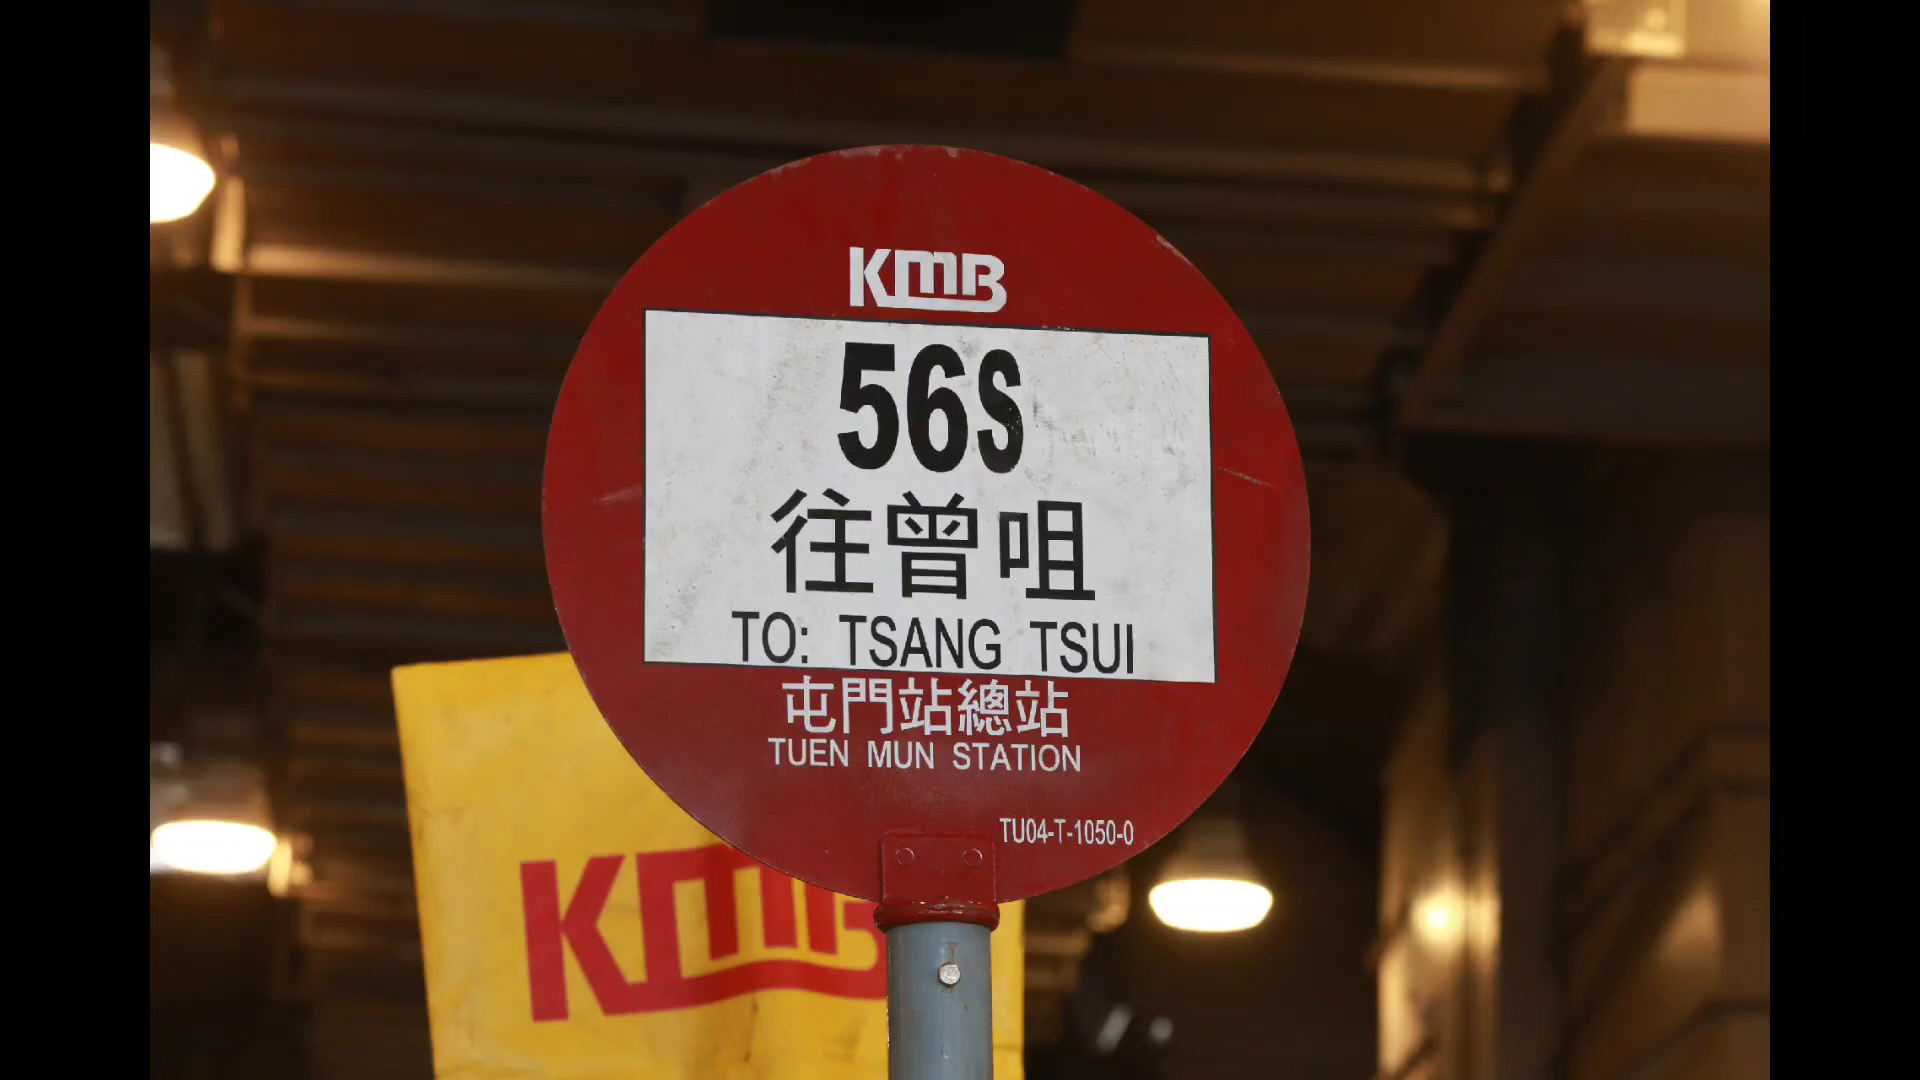 KMB
56S
往曾咀
TO: TSANG TSUI
屯門站總站
TUEN MUN STATION
TU04-T-1050-0
KMB